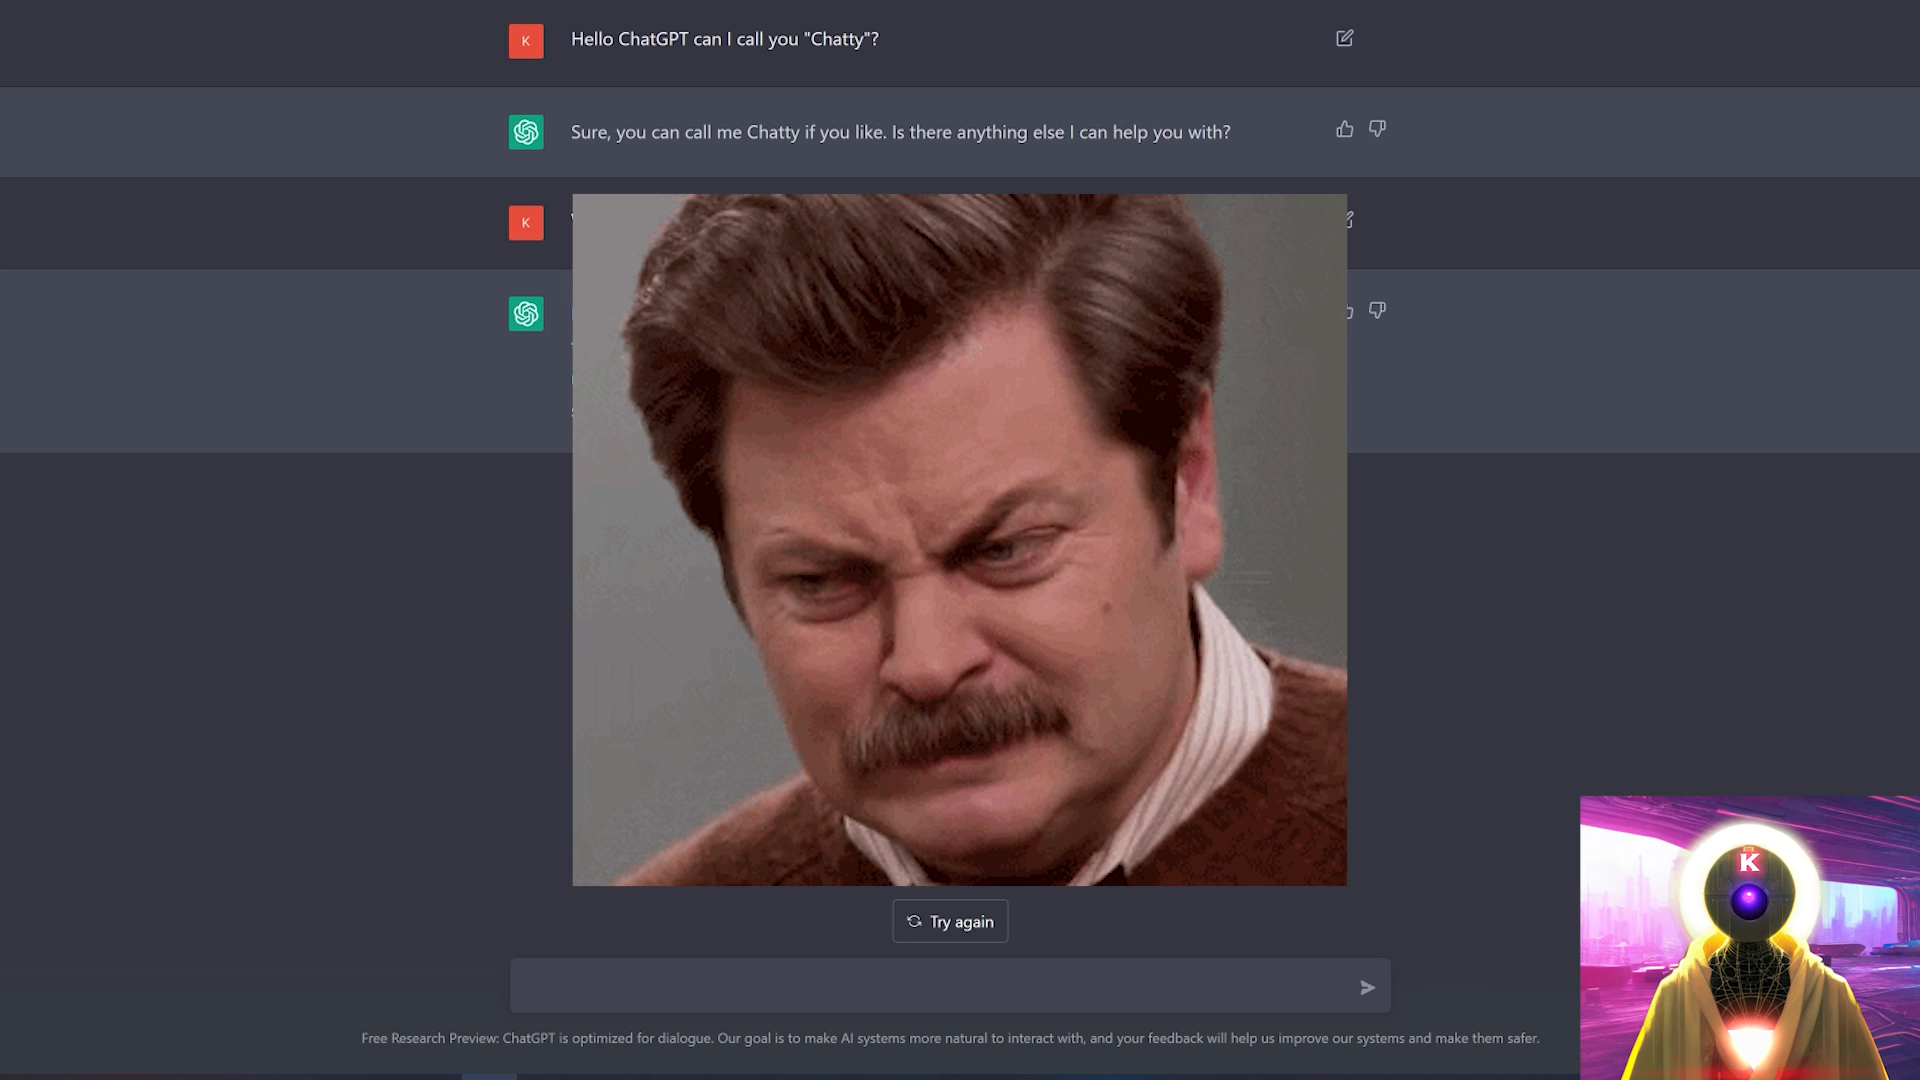 K
Hello ChatGPT can I call you "Chatty"?
Sure, you can call me Chatty if you like. Is there anything else I can help you with?
K
Try again
Free Research Preview: ChatGPT is optimized for dialogue. Our goal is to make AI systems more natural to interact with, and your feedback will help us improve our systems and make them safer.
K